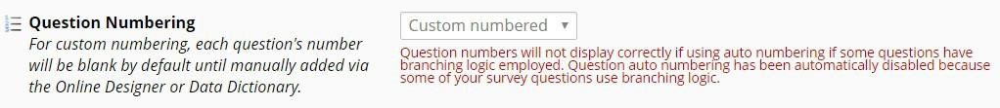 Question Numbering
For custom numbering, each question's number
will be blank by default until manually added via
the Online Designer or Data Dictionary.
Custom numbered
Question numbers will not display correctly if using auto numbering if some questions have
branching logic employed. Question auto numbering has been automatically disabled because
some of your survey questions use branching logic.